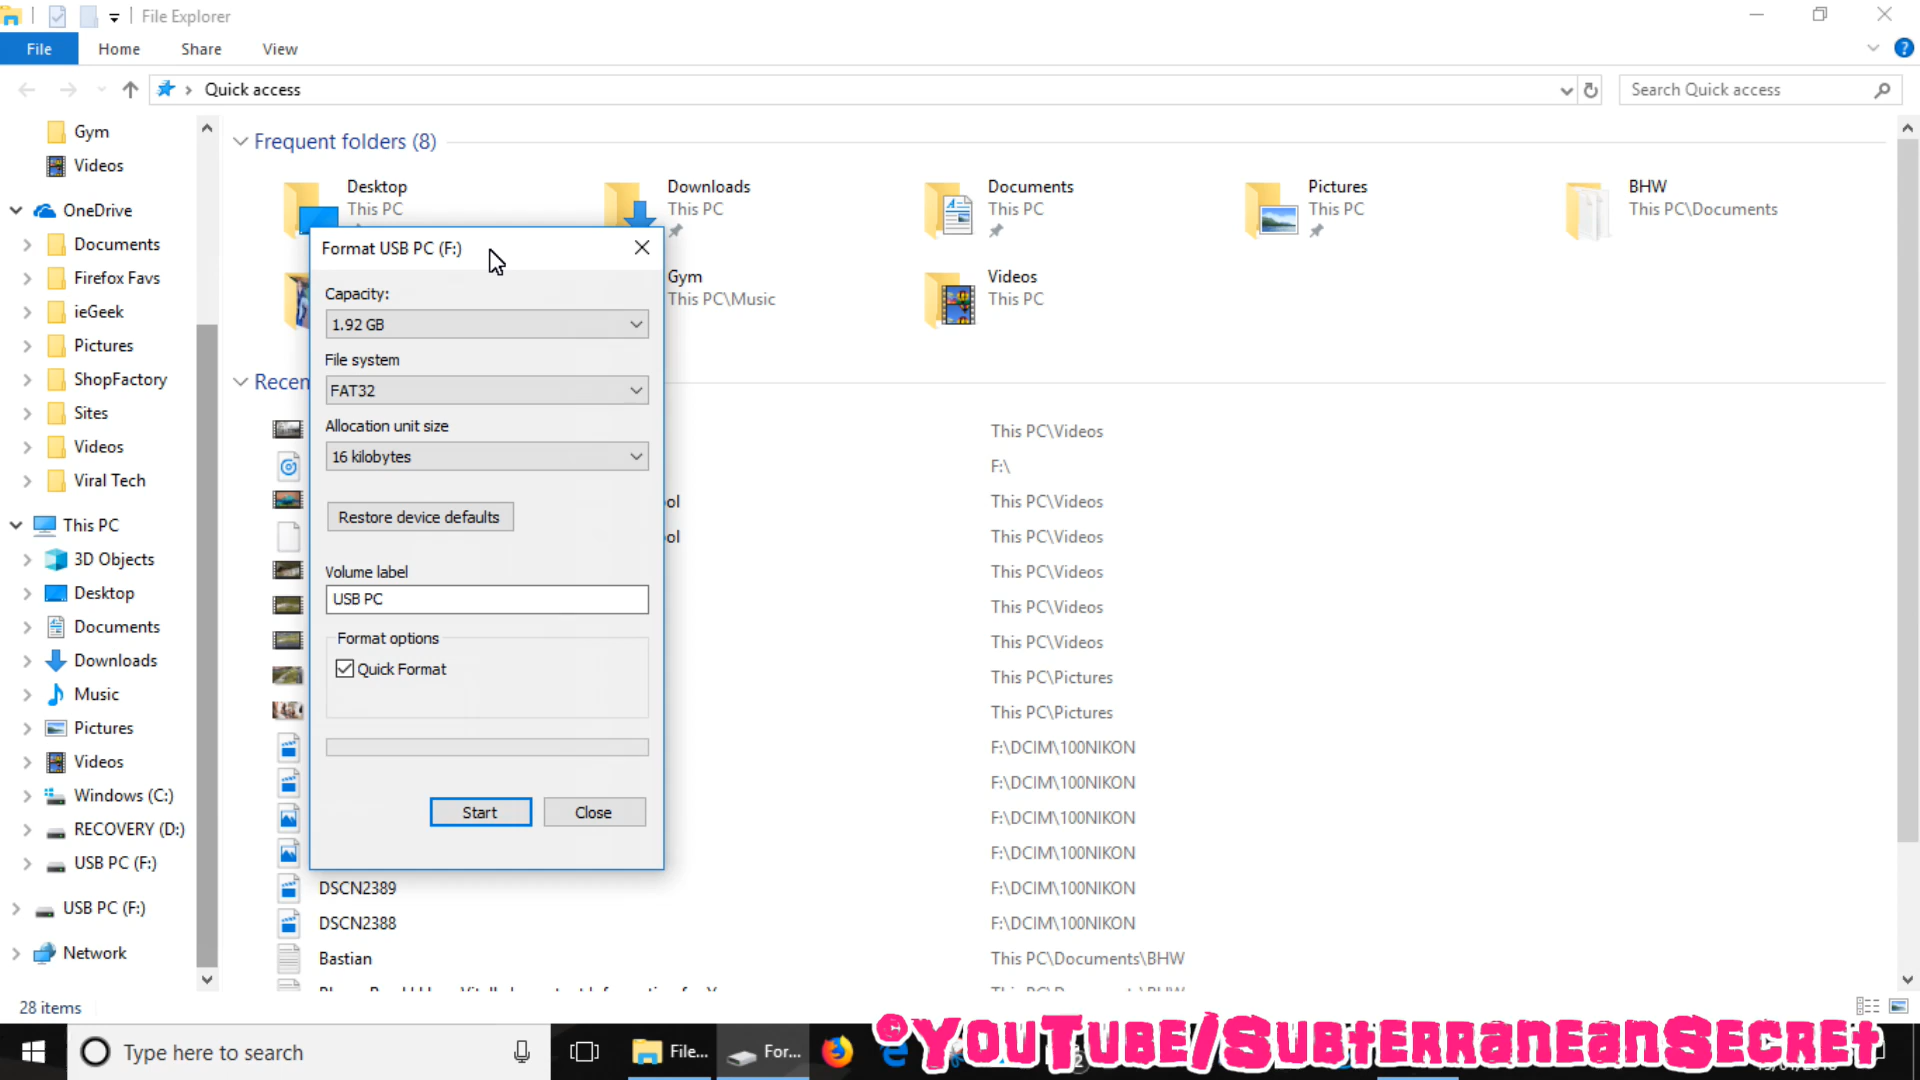 File Explorer
File Home Share View
Quick access
Search Quick access
Gym
Videos
OneDrive
Documents
Firefox Favs
ieGeek
Pictures
ShopFactory
Sites
Videos
Viral Tech
This PC
3D Objects
Desktop
Documents
Downloads
Music
Pictures
Videos
Windows (C:)
RECOVERY (D:)
USB PC (F:)
USB PC (F:)
Network
Frequent folders (8)
Desktop
This PC
Downloads
This PC
Documents
This PC
Pictures
This PC
BHW
This PC\Documents
Gym
This PC\Music
Videos
This PC
Recen
Format USB PC (F:)
Capacity:
1.92 GB
File system
FAT32
Allocation unit size
16 kilobytes
Restore device defaults
Volume label
USB PC
Format options
Quick Format
Start Close
This PC\Videos
F:\
ol This PC\Videos
ol This PC\Videos
This PC\Videos
This PC\Videos
This PC\Videos
This PC\Pictures
This PC\Pictures
F:\DCIM\100NIKON
F:\DCIM\100NIKON
F:\DCIM\100NIKON
F:\DCIM\100NIKON
DSCN2389 F:\DCIM\100NIKON
DSCN2388 F:\DCIM\100NIKON
Bastian This PC\Documents\BHW
28 items
Type here to search
File...
For...
©YouTube/SubterraneanSecret